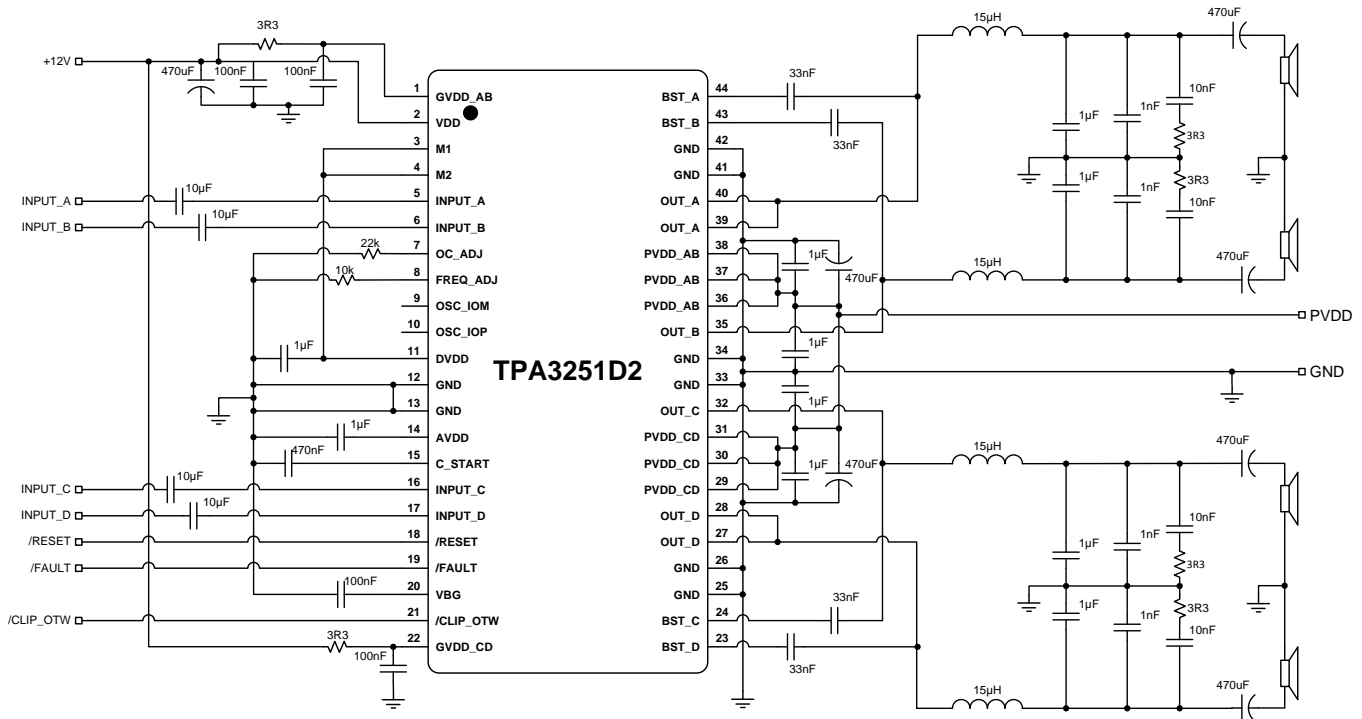 +12V
3R3
470uF
100nF
100nF
INPUT_A
10µF
INPUT_B
10µF
22k
10k
1µF
1µF
470nF
INPUT_C
10µF
INPUT_D
10µF
/RESET
/FAULT
100nF
/CLIP_OTW
3R3
100nF
TPA3251D2
1 GVDD_AB
2 VDD
3 M1
4 M2
5 INPUT_A
6 INPUT_B
7 OC_ADJ
8 FREQ_ADJ
9 OSC_IOM
10 OSC_IOP
11 DVDD
12 GND
13 GND
14 AVDD
15 C_START
16 INPUT_C
17 INPUT_D
18 /RESET
19 /FAULT
20 VBG
21 /CLIP_OTW
22 GVDD_CD
BST_A 44
BST_B 43
GND 42
GND 41
OUT_A 40
OUT_A 39
PVDD_AB 38
PVDD_AB 37
PVDD_AB 36
OUT_B 35
GND 34
GND 33
OUT_C 32
PVDD_CD 31
PVDD_CD 30
PVDD_CD 29
OUT_D 28
OUT_D 27
GND 26
GND 25
BST_C 24
BST_D 23
33nF
33nF
1µF
470uF
1µF
1µF
1µF
470uF
33nF
33nF
15µH
470uF
10nF
1nF
1µF
3R3
1µF
1nF
3R3
10nF
15µH
470uF
PVDD
GND
15µH
470uF
10nF
1nF
1µF
3R3
1µF
1nF
3R3
10nF
15µH
470uF